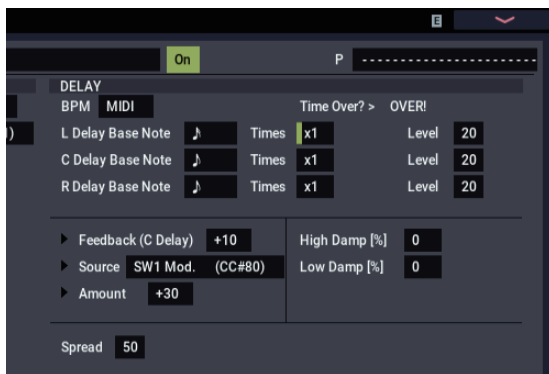 E
On P -----------------------
DELAY
BPM MIDI Time Over? > OVER!
) L Delay Base Note ♪ Times x1 Level 20
C Delay Base Note ♪ Times x1 Level 20
R Delay Base Note ♪ Times x1 Level 20
Feedback (C Delay) +10 High Damp [%] 0
Source SW1 Mod. (CC#80) Low Damp [%] 0
Amount +30
Spread 50